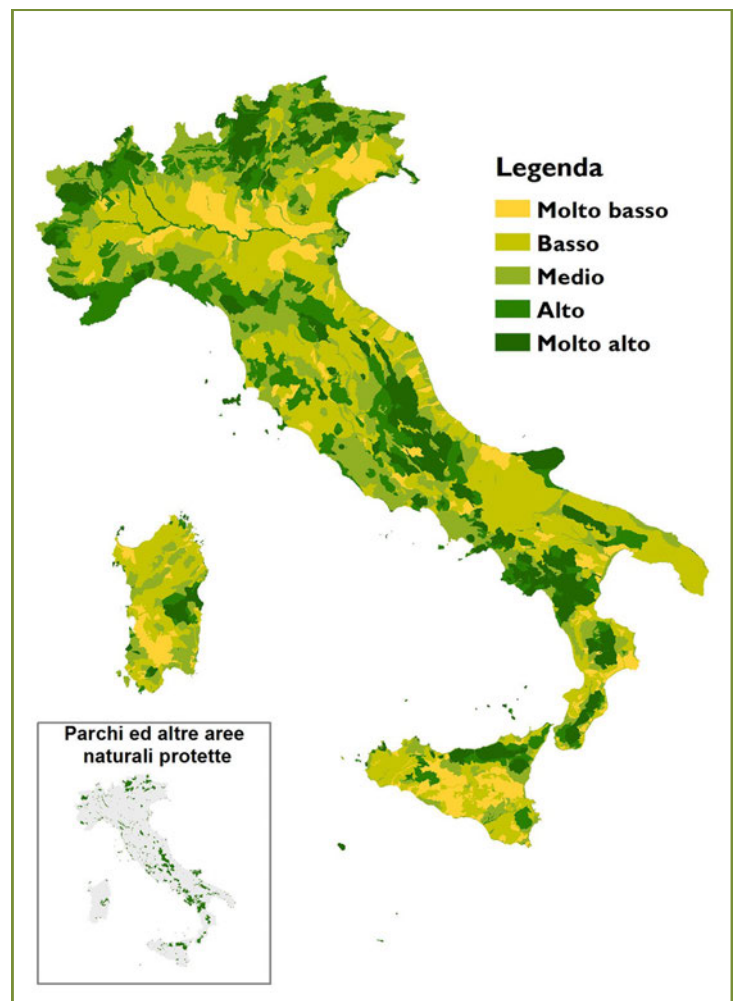 Legenda
Molto basso
Basso
Medio
Alto
Molto alto
Parchi ed altre aree
naturali protette